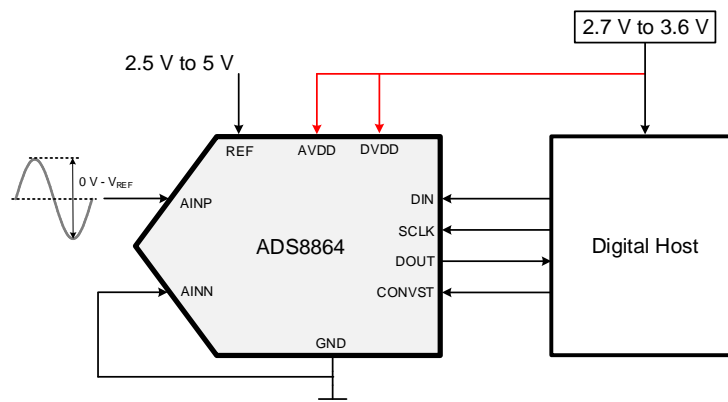 2.7 V to 3.6 V
2.5 V to 5 V
REF
AVDD
DVDD
0 V - VREF
AINP
DIN
SCLK
ADS8864
DOUT
Digital Host
AINN
CONVST
GND